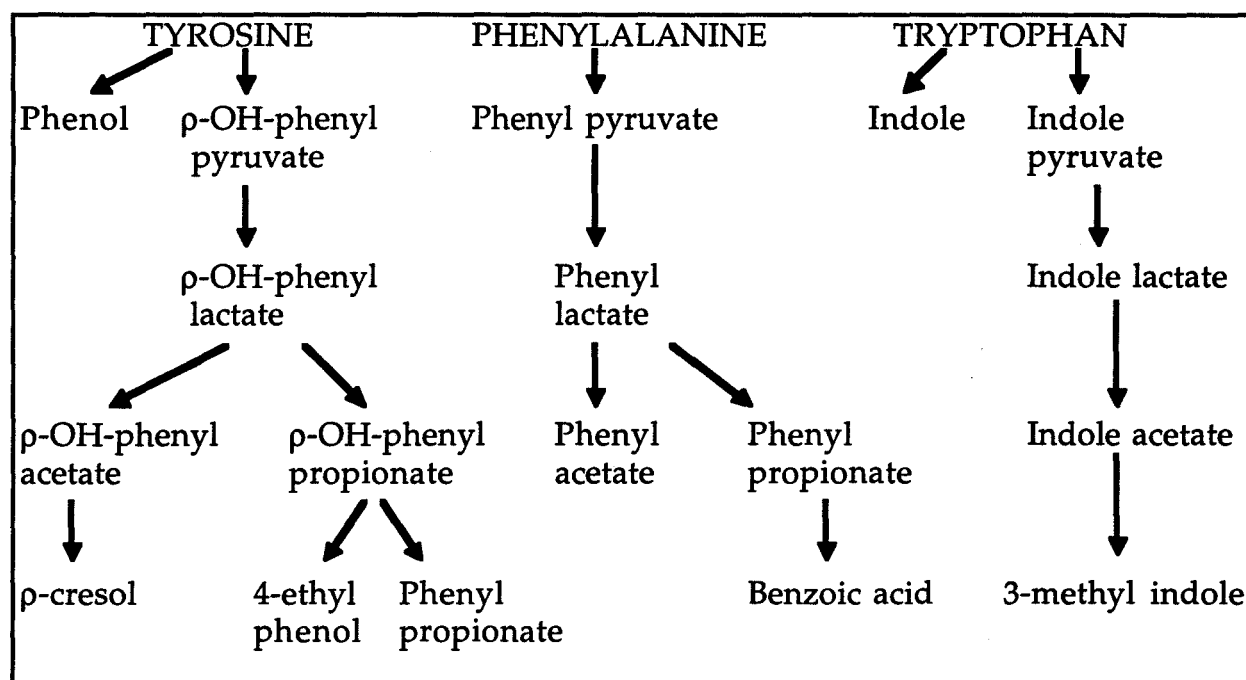 TYROSINE PHENYLALANINE TRYPTOPHAN
Phenol ρ-OH-phenyl Phenyl pyruvate Indole Indole
pyruvate pyruvate
ρ-OH-phenyl Phenyl Indole lactate
lactate lactate
ρ-OH-phenyl ρ-OH-phenyl Phenyl Phenyl Indole acetate
acetate propionate acetate propionate
ρ-cresol 4-ethyl Phenyl Benzoic acid 3-methyl indole
phenol propionate